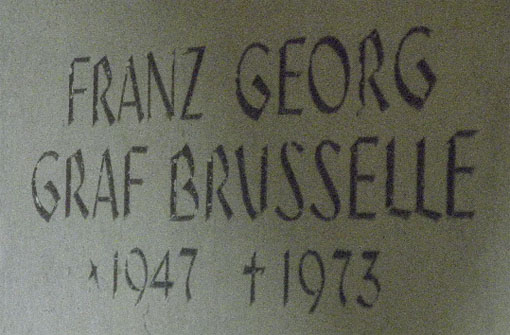 FRANZ GEORG
GRAF BRUSSELLE
*1947 †1973